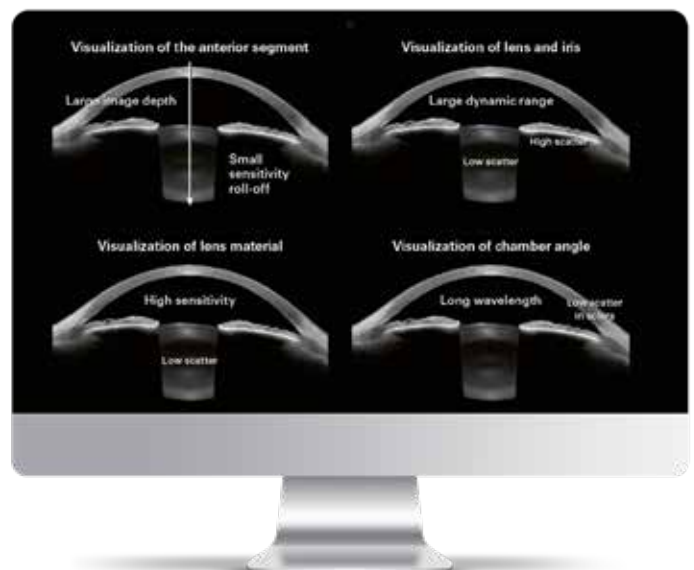 Visualization of the anterior segment
Large image depth
Small
sensitivity
roll-off
Visualization of lens and iris
Large dynamic range
High scatter
Low scatter
Visualization of lens material
High sensitivity
Low scatter
Visualization of chamber angle
Long wavelength
Low scatter
in sclera